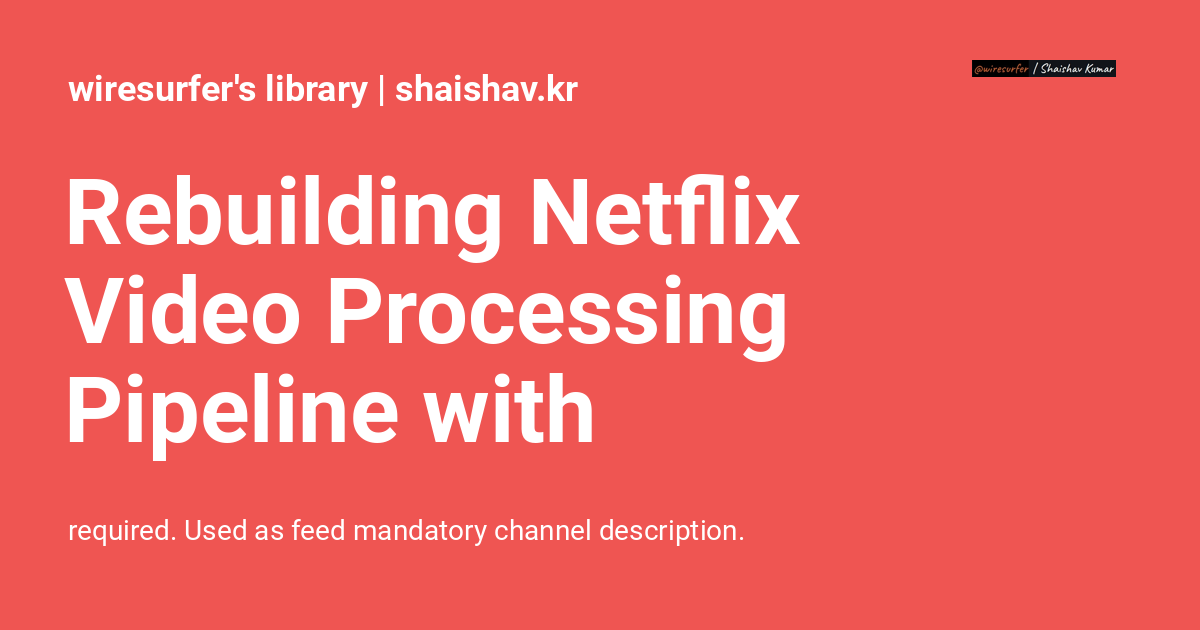 wiresurfer's library | shaishav.kr
@wiresurfer / Shaishav Kumar
Rebuilding Netflix
Video Processing
Pipeline with
required. Used as feed mandatory channel description.